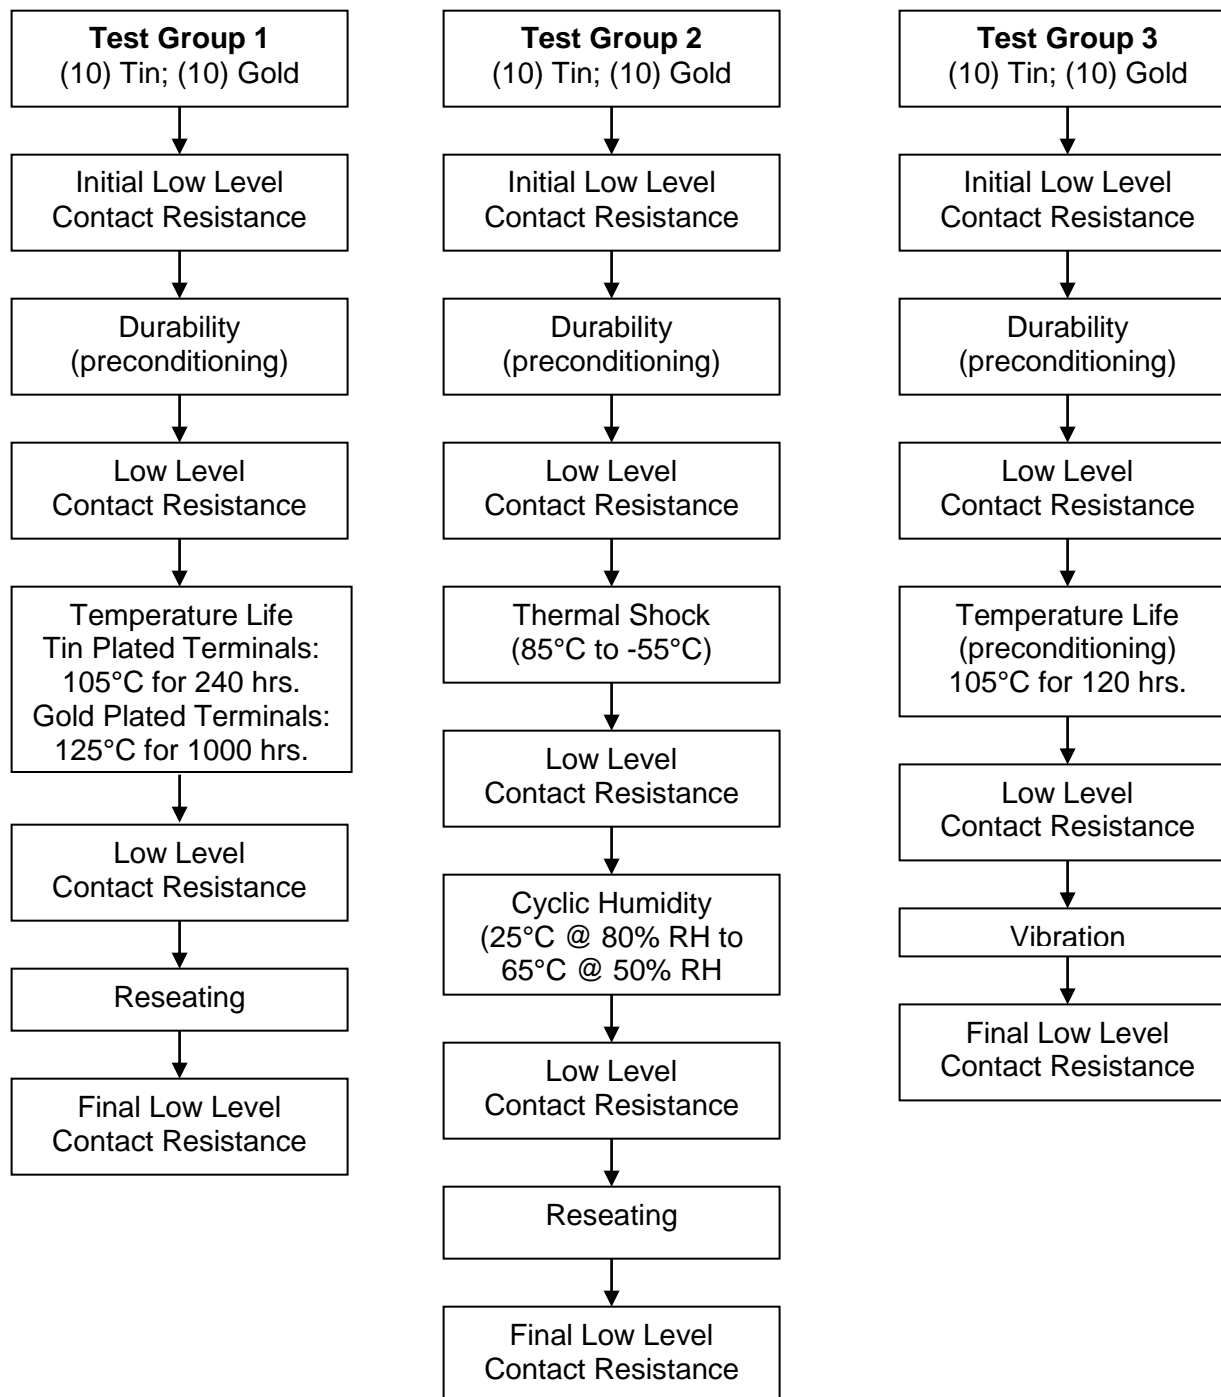 Test Group 1
(10) Tin; (10) Gold
Initial Low Level
Contact Resistance
Durability
(preconditioning)
Low Level
Contact Resistance
Temperature Life
Tin Plated Terminals:
105°C for 240 hrs.
Gold Plated Terminals:
125°C for 1000 hrs.
Low Level
Contact Resistance
Reseating
Final Low Level
Contact Resistance
Test Group 2
(10) Tin; (10) Gold
Initial Low Level
Contact Resistance
Durability
(preconditioning)
Low Level
Contact Resistance
Thermal Shock
(85°C to -55°C)
Low Level
Contact Resistance
Cyclic Humidity
(25°C @ 80% RH to
65°C @ 50% RH
Low Level
Contact Resistance
Reseating
Final Low Level
Contact Resistance
Test Group 3
(10) Tin; (10) Gold
Initial Low Level
Contact Resistance
Durability
(preconditioning)
Low Level
Contact Resistance
Temperature Life
(preconditioning)
105°C for 120 hrs.
Low Level
Contact Resistance
Vibration
Final Low Level
Contact Resistance